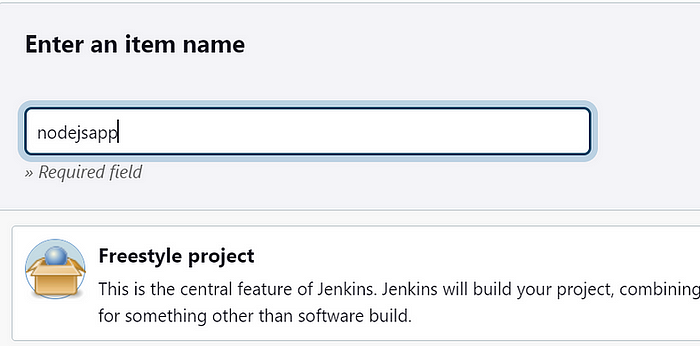 Enter an item name
nodejsapp
» Required field
Freestyle project
This is the central feature of Jenkins. Jenkins will build your project, combining
for something other than software build.